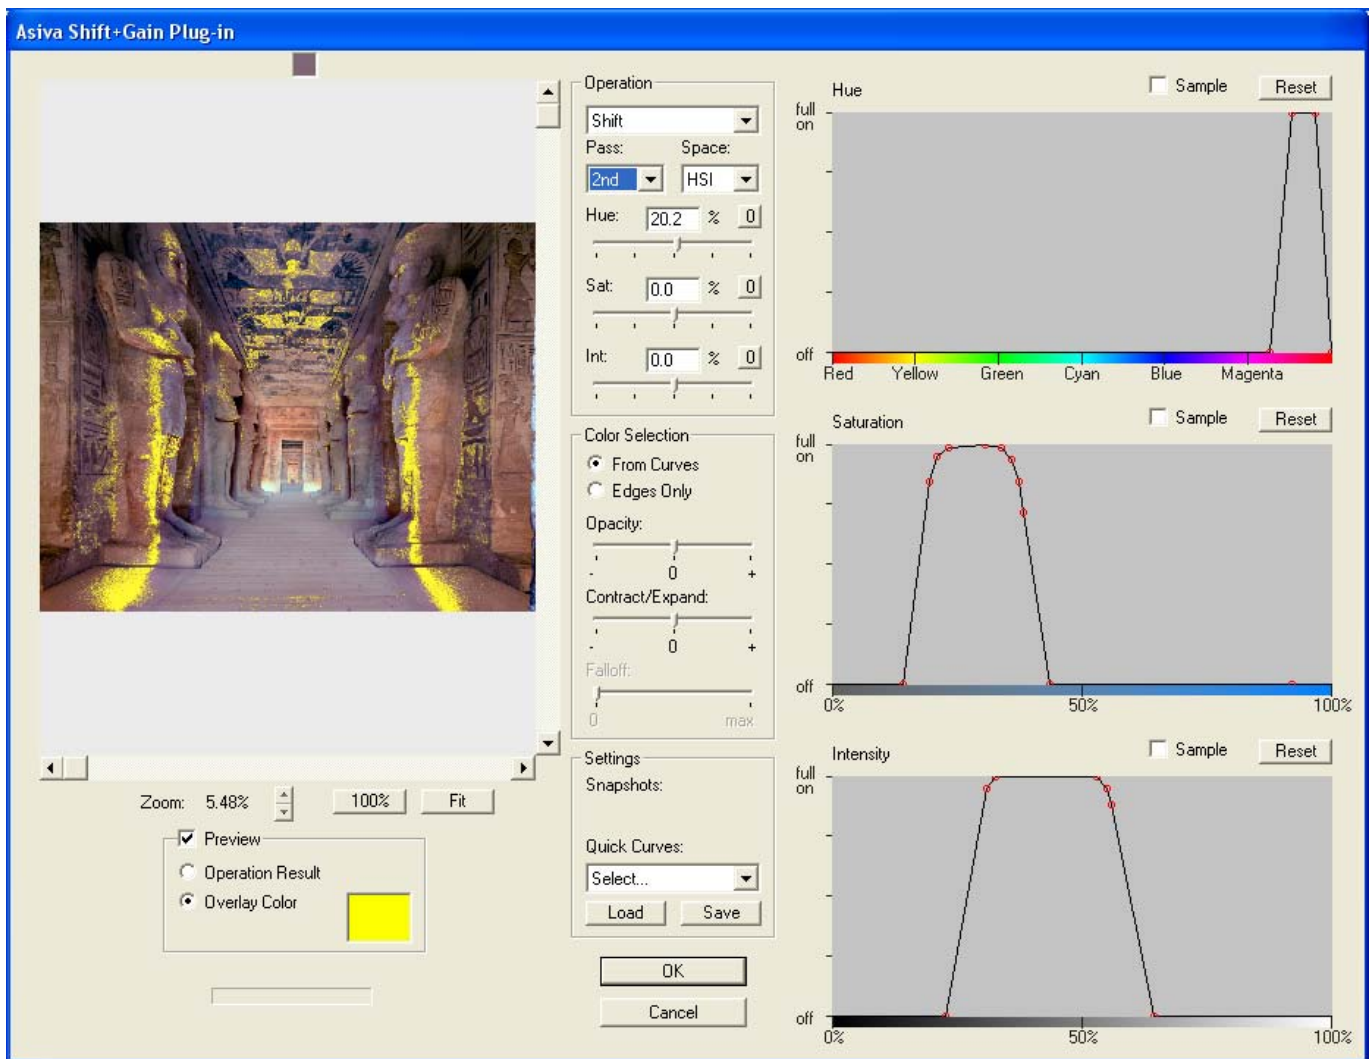 Asiva Shift+Gain Plug-in
Operation
Shift
Pass: Space:
2nd HSI
Hue: 20.2 % 0
Sat: 0.0 % 0
Int: 0.0 % 0
Color Selection
From Curves
Edges Only
Opacity:
- 0 +
Contract/Expand:
- 0 +
Falloff:
0 max
Settings
Snapshots:
Quick Curves:
Select...
Load Save
OK
Cancel
Zoom: 5.48% 100% Fit
Preview
Operation Result
Overlay Color
Hue Sample Reset
full
on
off
Red Yellow Green Cyan Blue Magenta
Saturation Sample Reset
full
on
off
0% 50% 100%
Intensity Sample Reset
full
on
off
0% 50% 100%